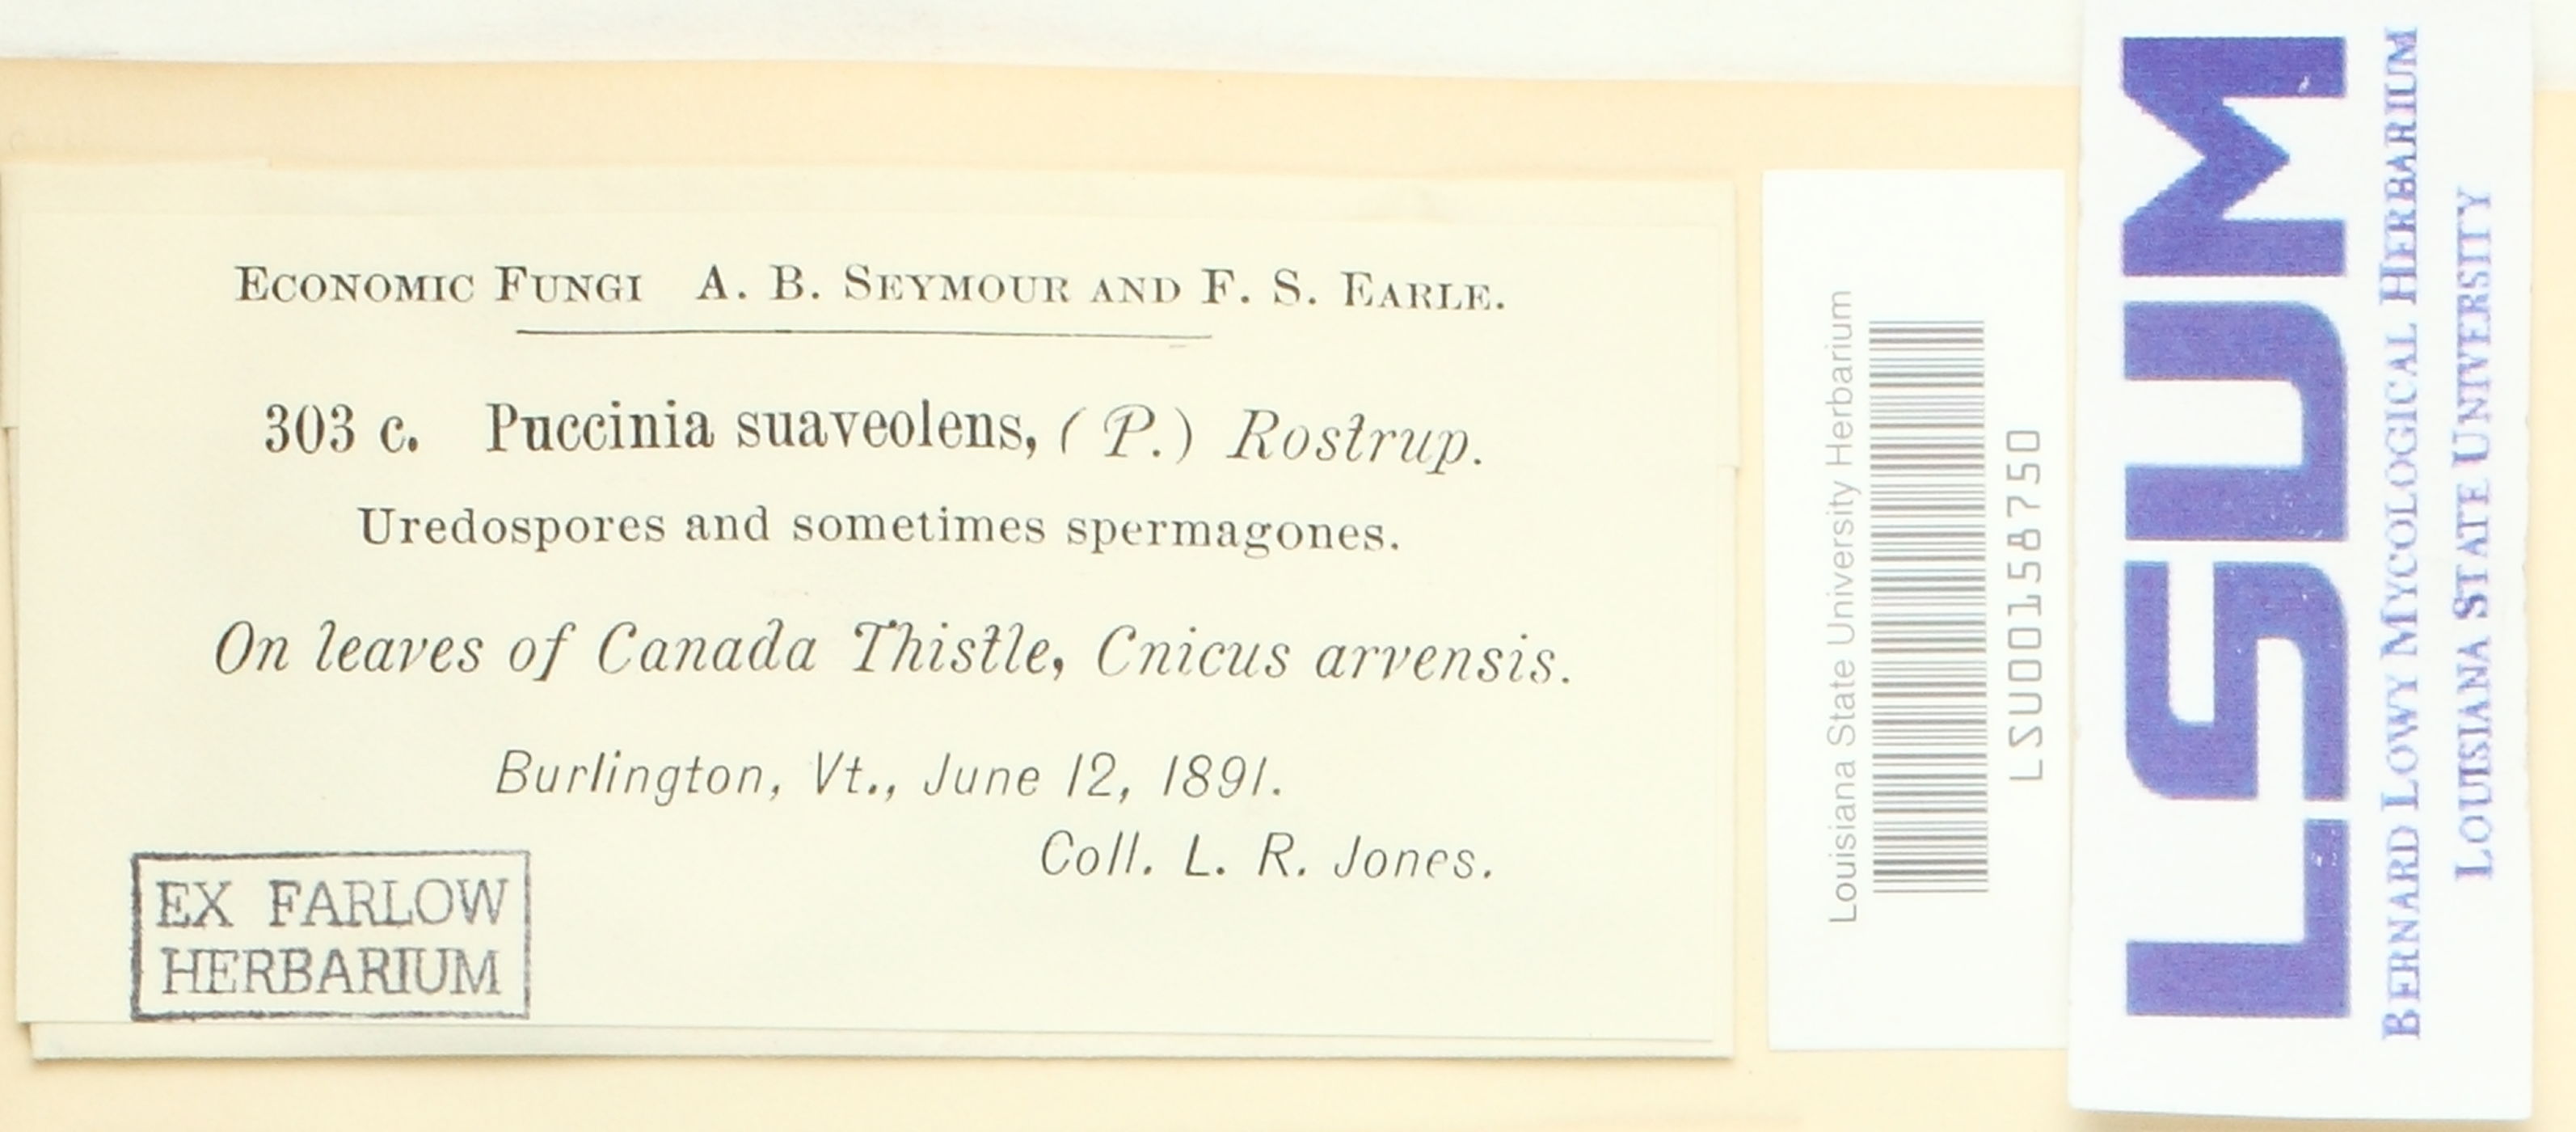 ECONOMIC FUNGI A. B. SEYMOUR AND F. S. EARLE.
303 c. Puccinia suaveolens, (P.) Rostrup.
Uredospores and sometimes spermagones.
On leaves of Canada Thistle, Cnicus arvensis.
Burlington, Vt., June 12, 1891.
Coll. L. R. Jones.
EX FARLOW
HERBARIUM
Louisiana State University Herbarium
LSU00158750
LSUM
BERNARD LOWY MYCOLOGICAL HERBARIUM
LOUISIANA STATE UNIVERSITY